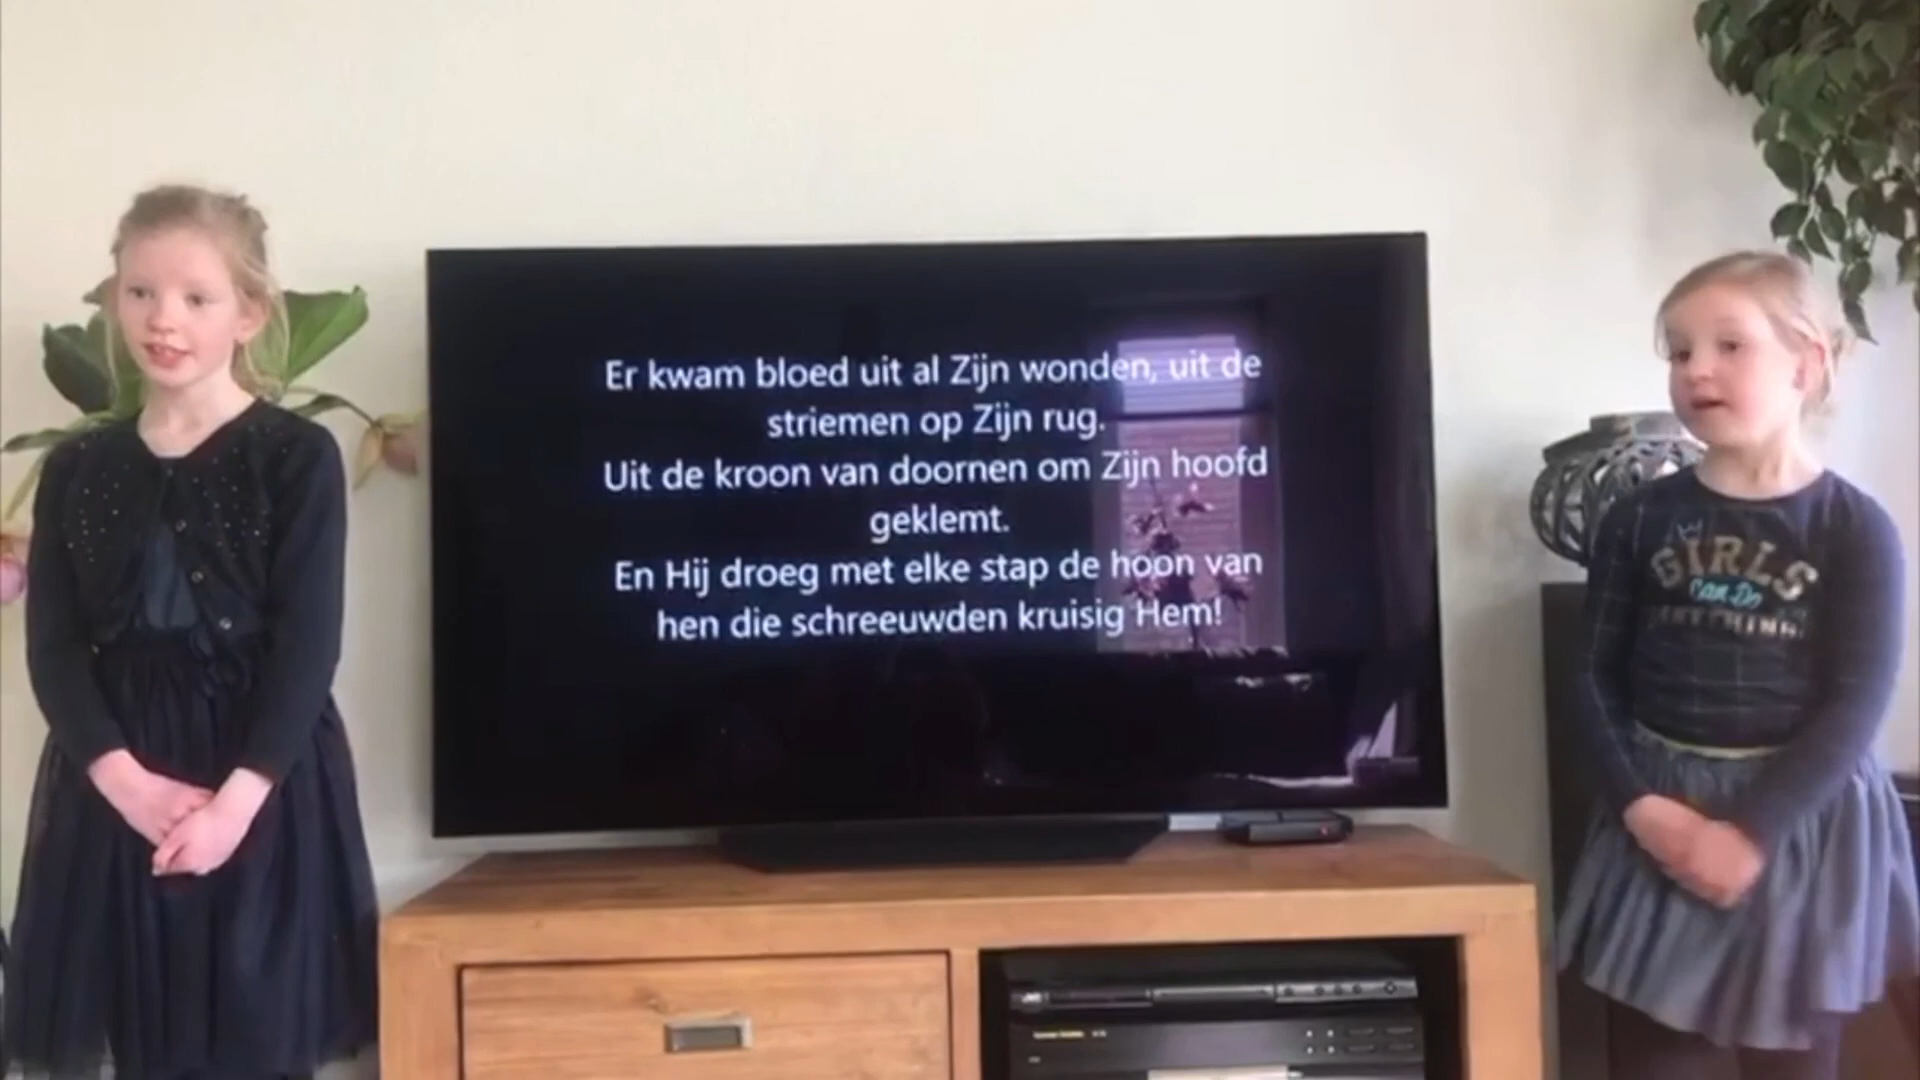 Er kwam bloed uit al Zijn wonden, uit de
striemen op Zijn rug.
Uit de kroon van doornen om Zijn hoofd
geklemt.
En Hij droeg met elke stap de hoon van
hen die schreeuwden kruisig Hem!
GIRLS
Can Do
ANYTHING
JVC